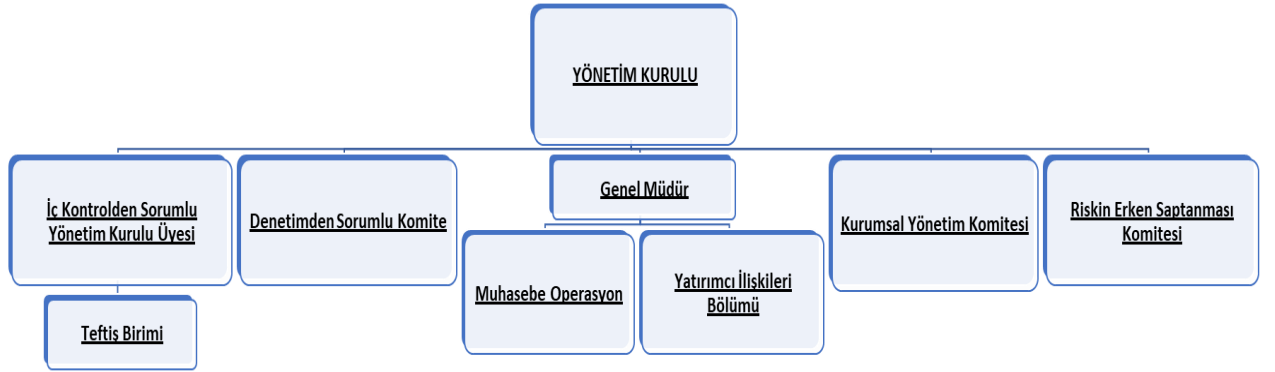 YÖNETİM KURULU
İç Kontrolden Sorumlu
Yönetim Kurulu Üyesi
Denetimden Sorumlu Komite
Genel Müdür
Kurumsal Yönetim Komitesi
Riskin Erken Saptanması
Komitesi
Muhasebe Operasyon
Yatırımcı İlişkileri
Bölümü
Teftiş Birimi